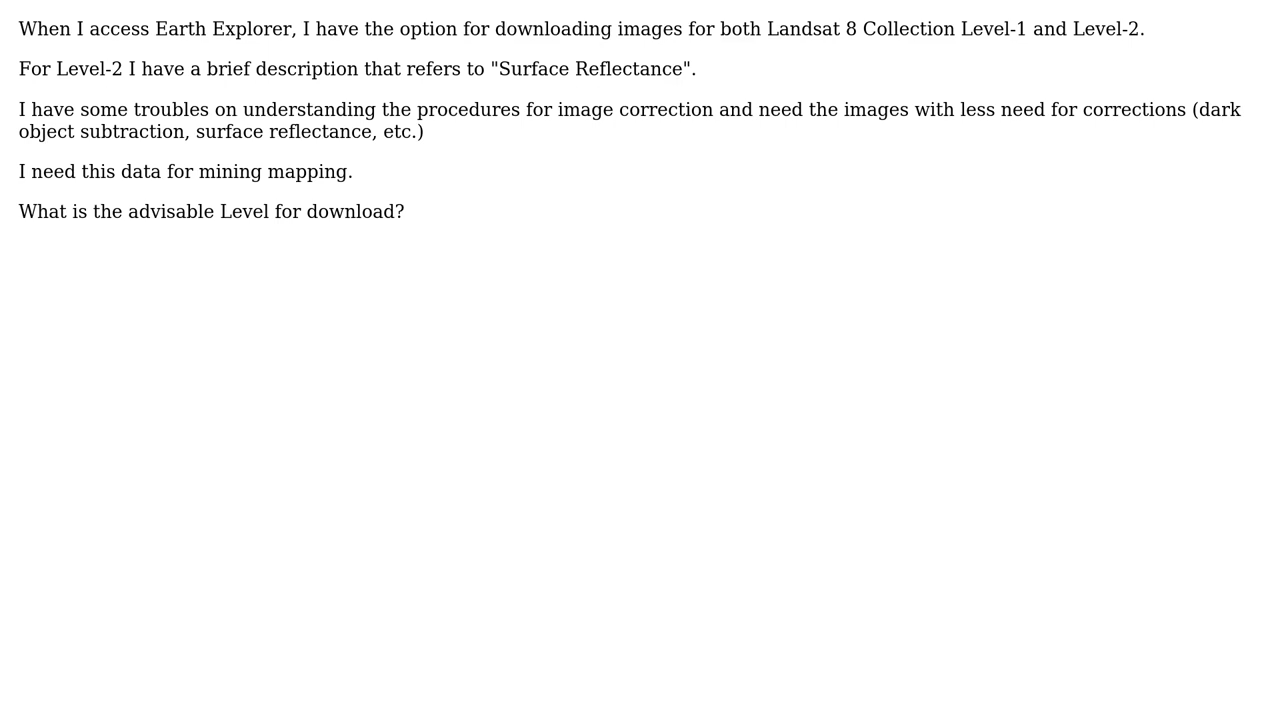 When I access Earth Explorer, I have the option for downloading images for both Landsat 8 Collection Level-1 and Level-2.
For Level-2 I have a brief description that refers to "Surface Reflectance".
I have some troubles on understanding the procedures for image correction and need the images with less need for corrections (dark
object subtraction, surface reflectance, etc.)
I need this data for mining mapping.
What is the advisable Level for download?